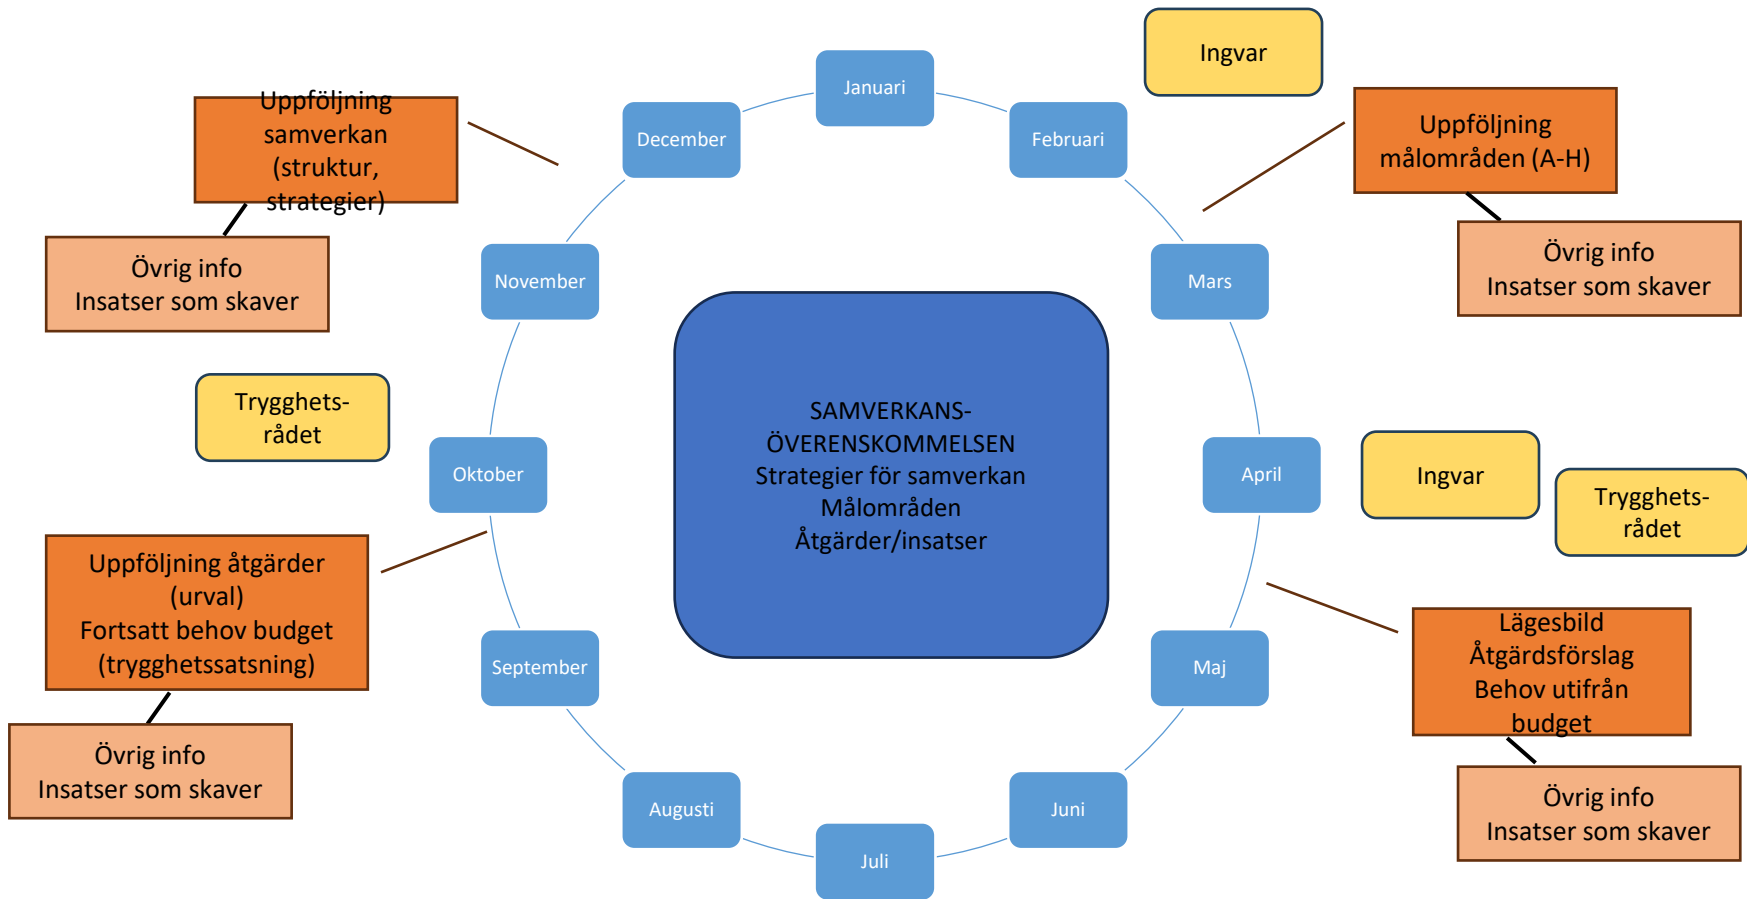 Ingvar
Januari
Februari
Mars
April
Maj
Juni
Juli
Augusti
September
Oktober
November
December
Uppföljning
målområden (A-H)
Övrig info
Insatser som skaver
Ingvar
Trygghets-
rådet
Lägesbild
Åtgärdsförslag
Behov utifrån
budget
Övrig info
Insatser som skaver
SAMVERKANS-
ÖVERENSKOMMELSEN
Strategier för samverkan
Målområden
Åtgärder/insatser
Uppföljning
samverkan
(struktur,
strategier)
Övrig info
Insatser som skaver
Trygghets-
rådet
Uppföljning åtgärder
(urval)
Fortsatt behov budget
(trygghetssatsning)
Övrig info
Insatser som skaver